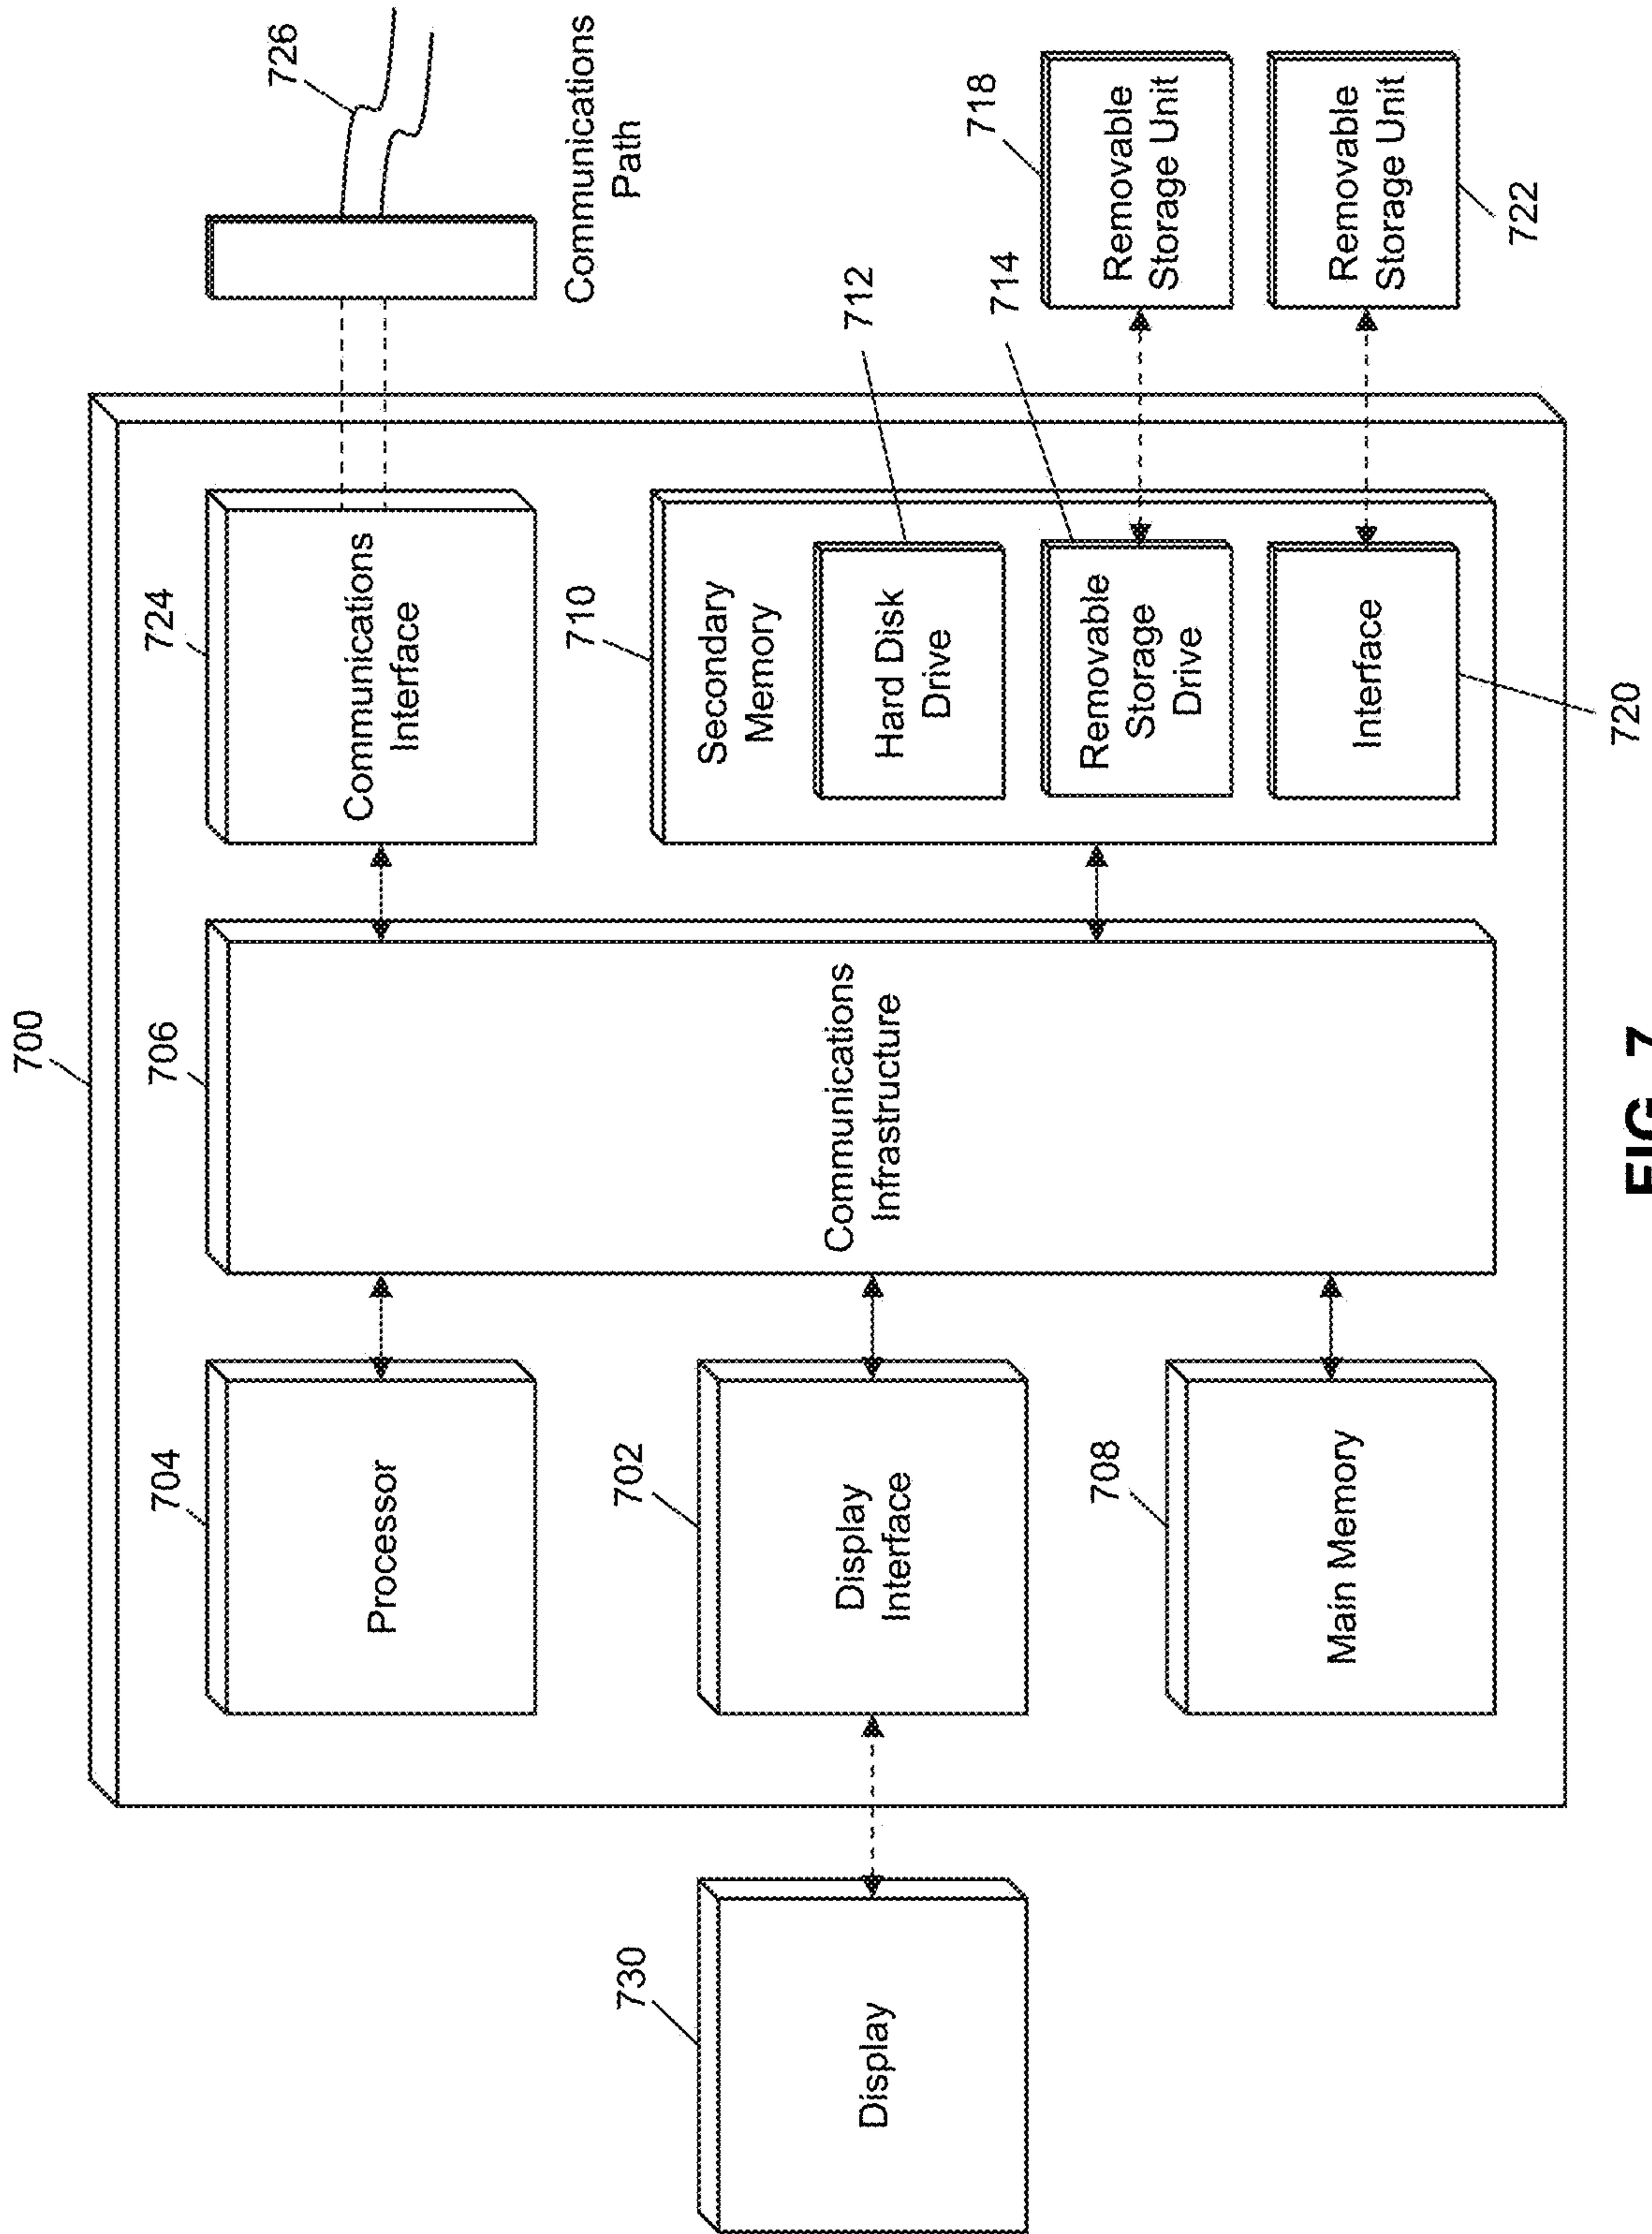 700
704
Processor
706
Communications
Infrastructure
724
Communications
Interface
726
Communications
Path
730
Display
702
Display
Interface
710
Secondary
Memory
712
Hard Disk
Drive
708
Main Memory
714
Removable
Storage
Drive
718
Removable
Storage Unit
Interface
720
Removable
Storage Unit
722
FIG. 7